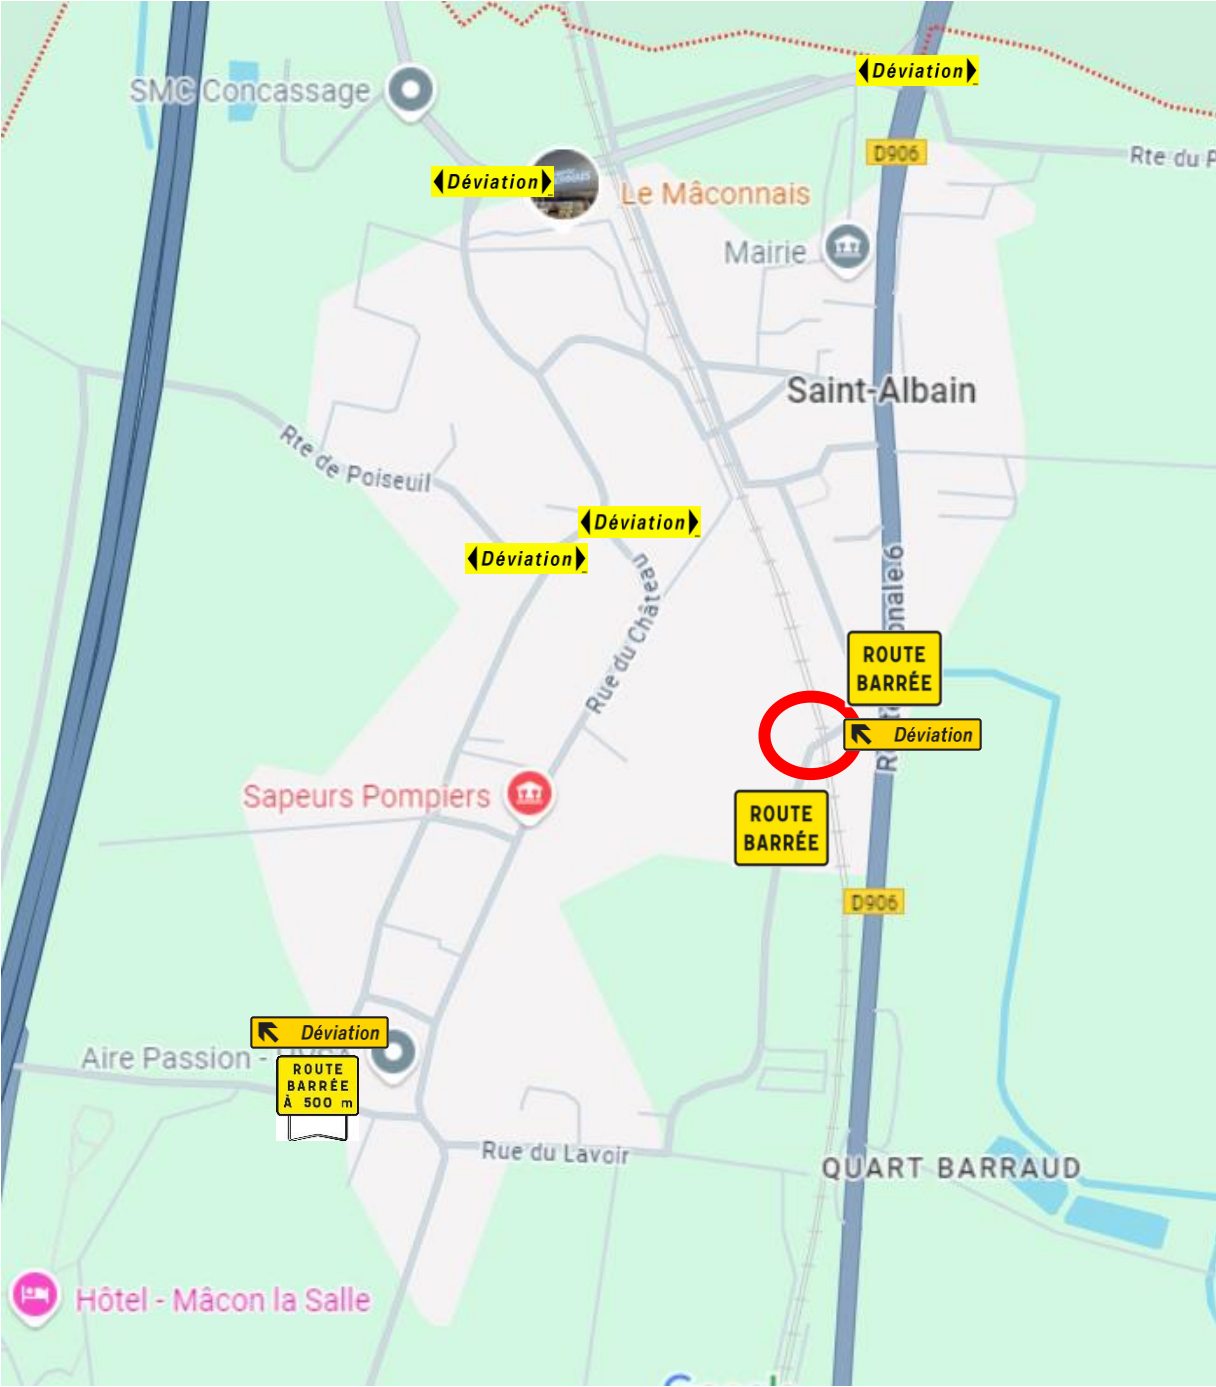 Déviation
SMC Concassage
D906
Rte du P
Déviation
Le Mâconnais
Mairie
Saint-Albain
Rte de Poiseuil
Déviation
Déviation
Rue du Château
onale 6
ROUTE
BARRÉE
Déviation
Sapeurs Pompiers
ROUTE
BARRÉE
D906
Déviation
Aire Passion -
ROUTE
BARRÉE
À 500 m
Rue du Lavoir
QUART BARRAUD
Hôtel - Mâcon la Salle